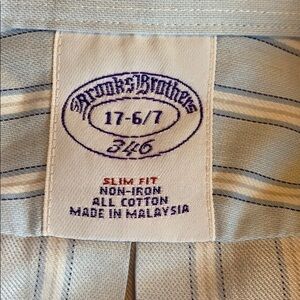 Brooks Brothers
17-6/7
346
SLIM FIT
NON-IRON
ALL COTTON
MADE IN MALAYSIA